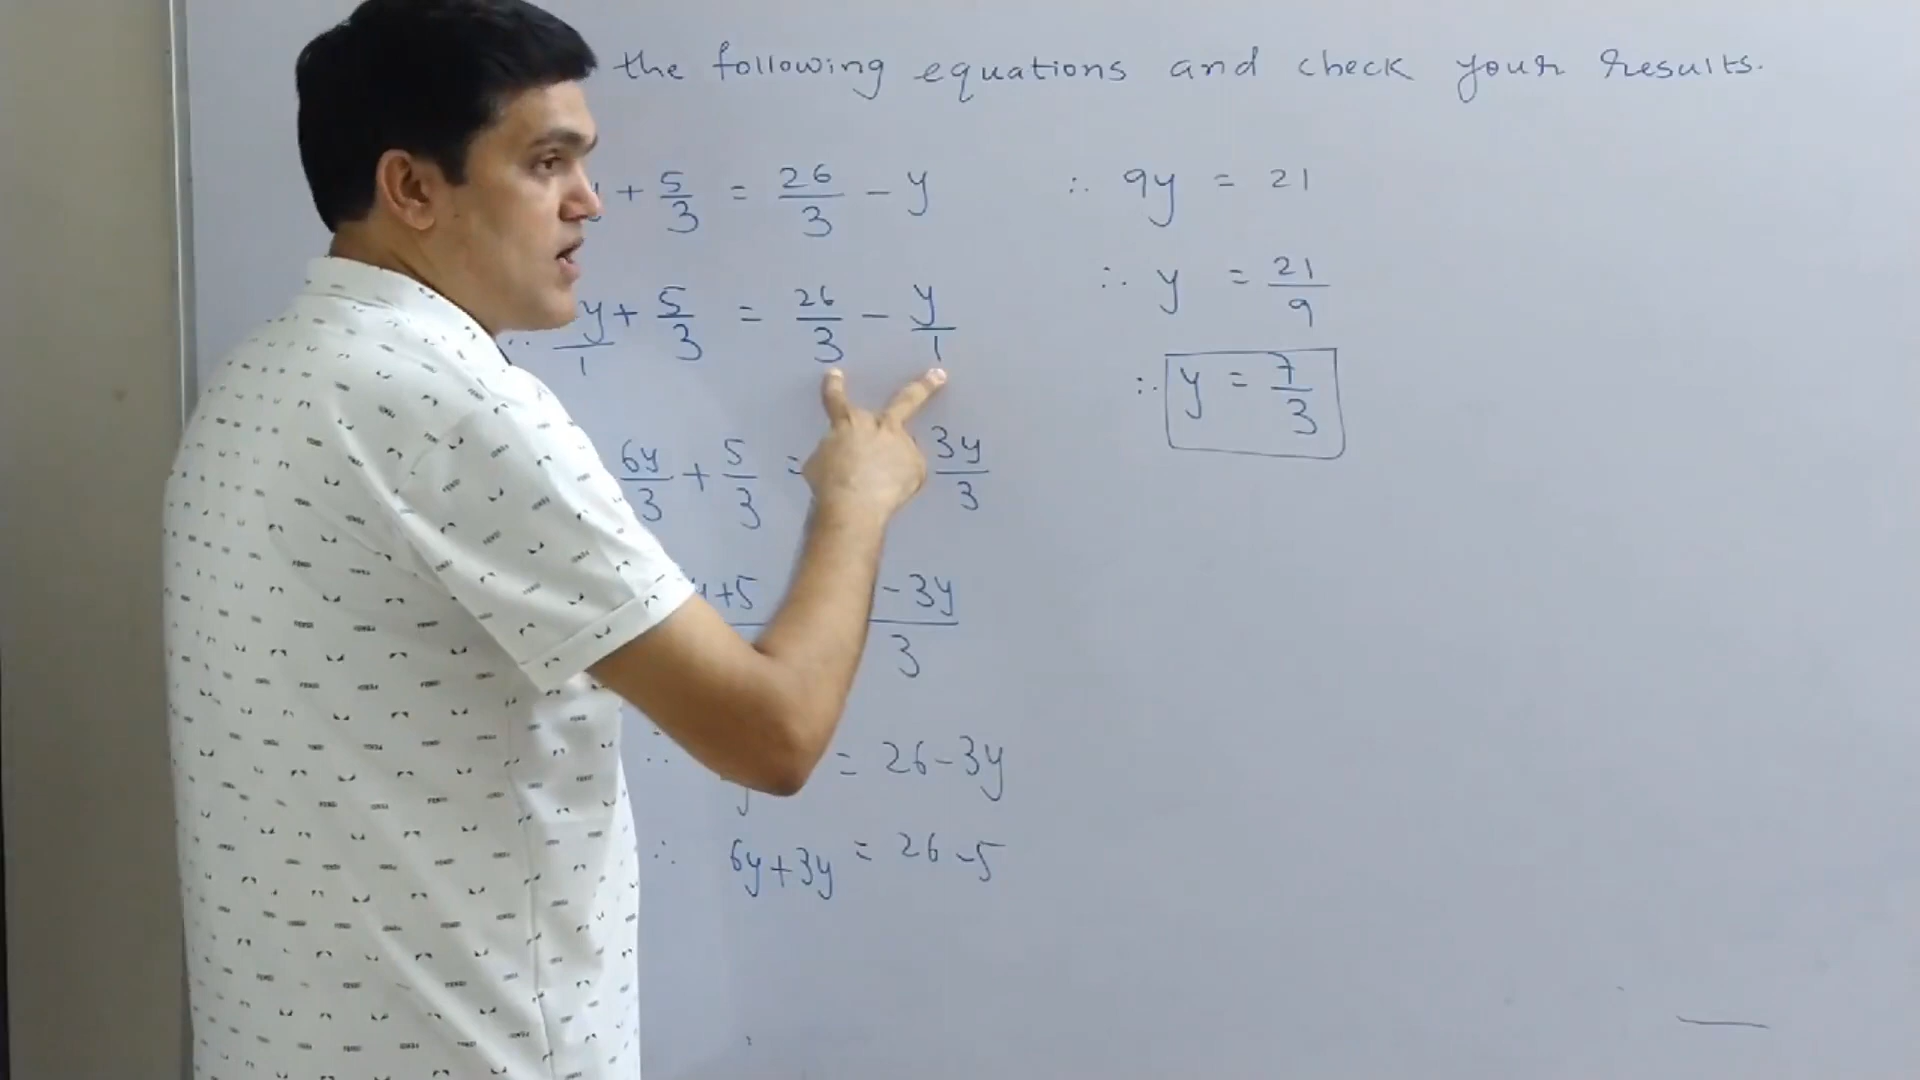 the following equations and check your results.
+ 5/3 = 26/3 - y
y/1 + 5/3 = 26/3 - y/1
6y/3 + 5/3 = 3y/3
+5 - 3y/3
∴ = 26-3y
∴ 6y+3y = 26-5
∴ 9y = 21
∴ y = 21/9
∴ y = 7/3